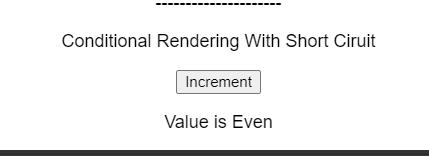 ---------------------
Conditional Rendering With Short Ciruit
Increment
Value is Even